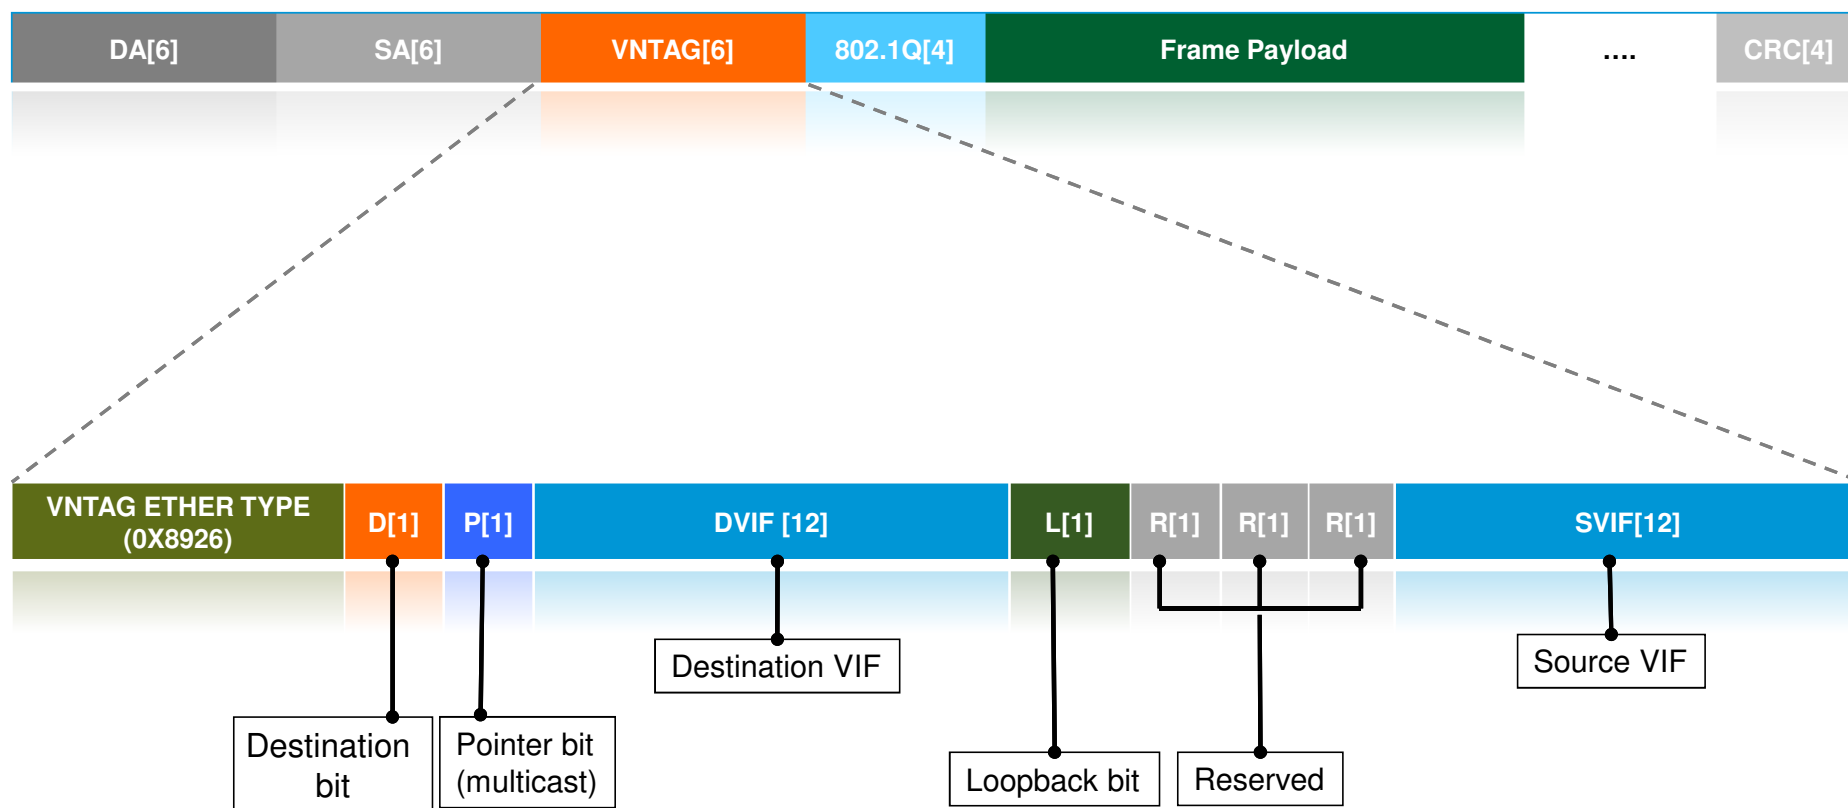 DA[6] SA[6] VNTAG[6] 802.1Q[4] Frame Payload .... CRC[4]
VNTAG ETHER TYPE
(0X8926)
D[1] P[1] DVIF [12] L[1] R[1] R[1] R[1] SVIF[12]
Destination VIF
Source VIF
Destination
bit
Pointer bit
(multicast)
Loopback bit
Reserved